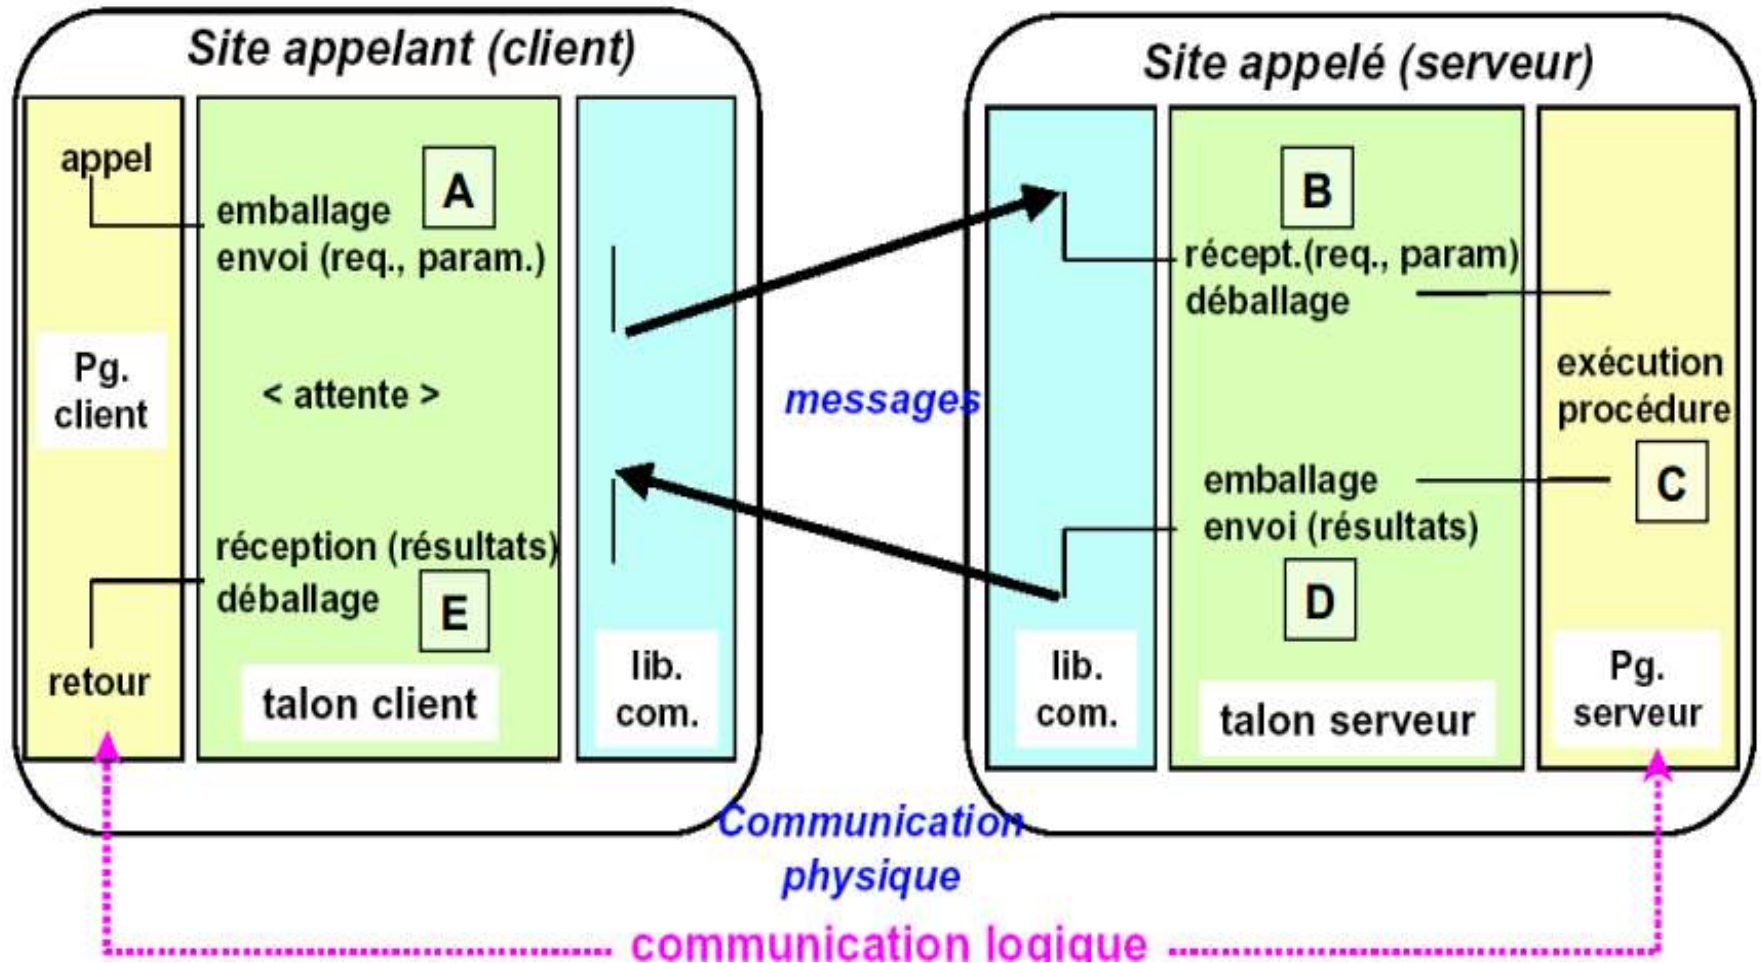 Site appelant (client)
appel
A
emballage
envoi (req., param.)
Pg.
client
< attente >
réception (résultats)
déballage
E
retour
talon client
lib.
com.
messages
Communication
physique
communication logique
Site appelé (serveur)
B
récept.(req., param)
déballage
exécution
procédure
C
emballage
envoi (résultats)
D
lib.
com.
talon serveur
Pg.
serveur